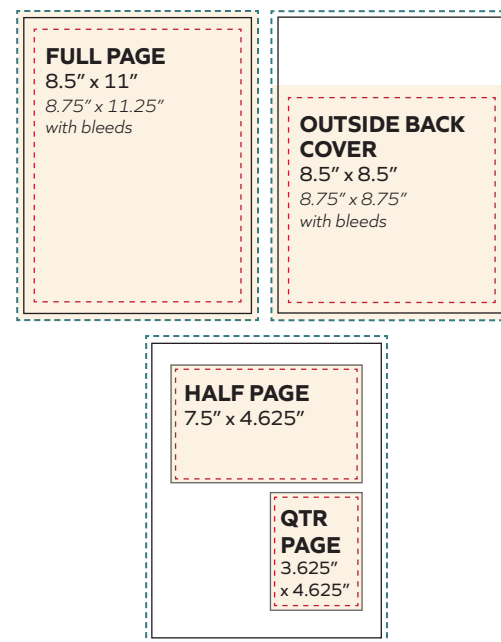 FULL PAGE
8.5” x 11”
8.75” x 11.25”
with bleeds
OUTSIDE BACK
COVER
8.5” x 8.5”
8.75” x 8.75”
with bleeds
HALF PAGE
7.5” x 4.625”
QTR
PAGE
3.625”
x 4.625”